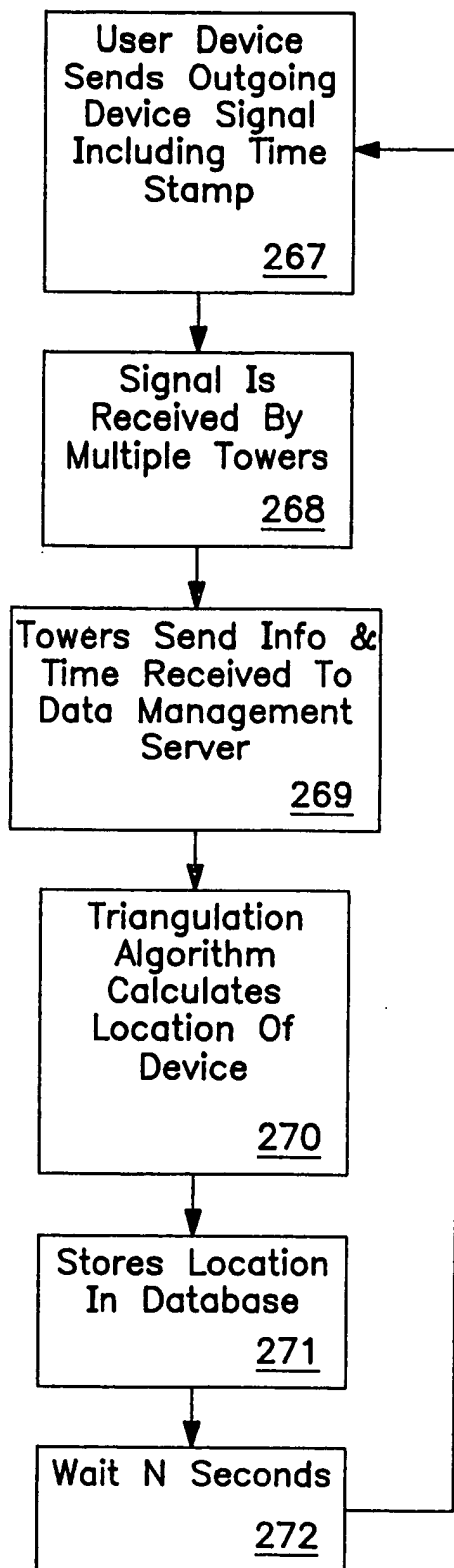 User Device
Sends Outgoing
Device Signal
Including Time
Stamp
267
Signal Is
Received By
Multiple Towers
268
Towers Send Info &
Time Received To
Data Management
Server
269
Triangulation
Algorithm
Calculates
Location Of
Device
270
Stores Location
In Database
271
Wait N Seconds
272